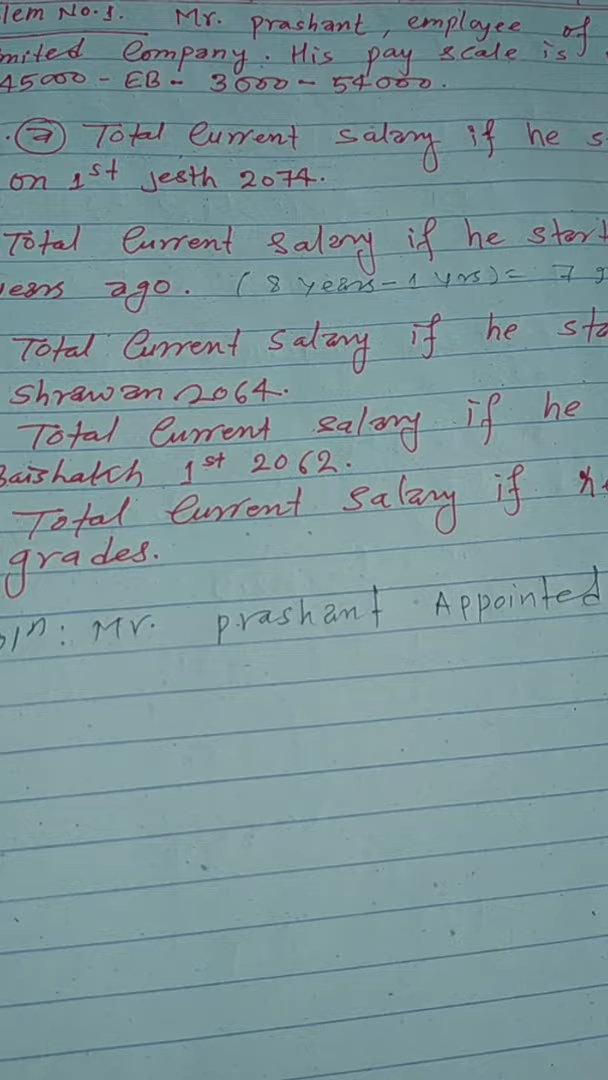 lem No.1. Mr. prashant, employee of
mited Company. His pay scale is
45000 - EB - 3000 - 54000.
(a) Total Current salary if he s
on 1st Jesth 2074.
Total Current salary if he start
years ago. (8 years - 1 yrs) = 7 y
Total Current salary if he sta
Shrawan 2064.
Total Current salary if he
Baishakh 1st 2062.
Total Current salary if
grades.
oln: Mr. prashant Appointed